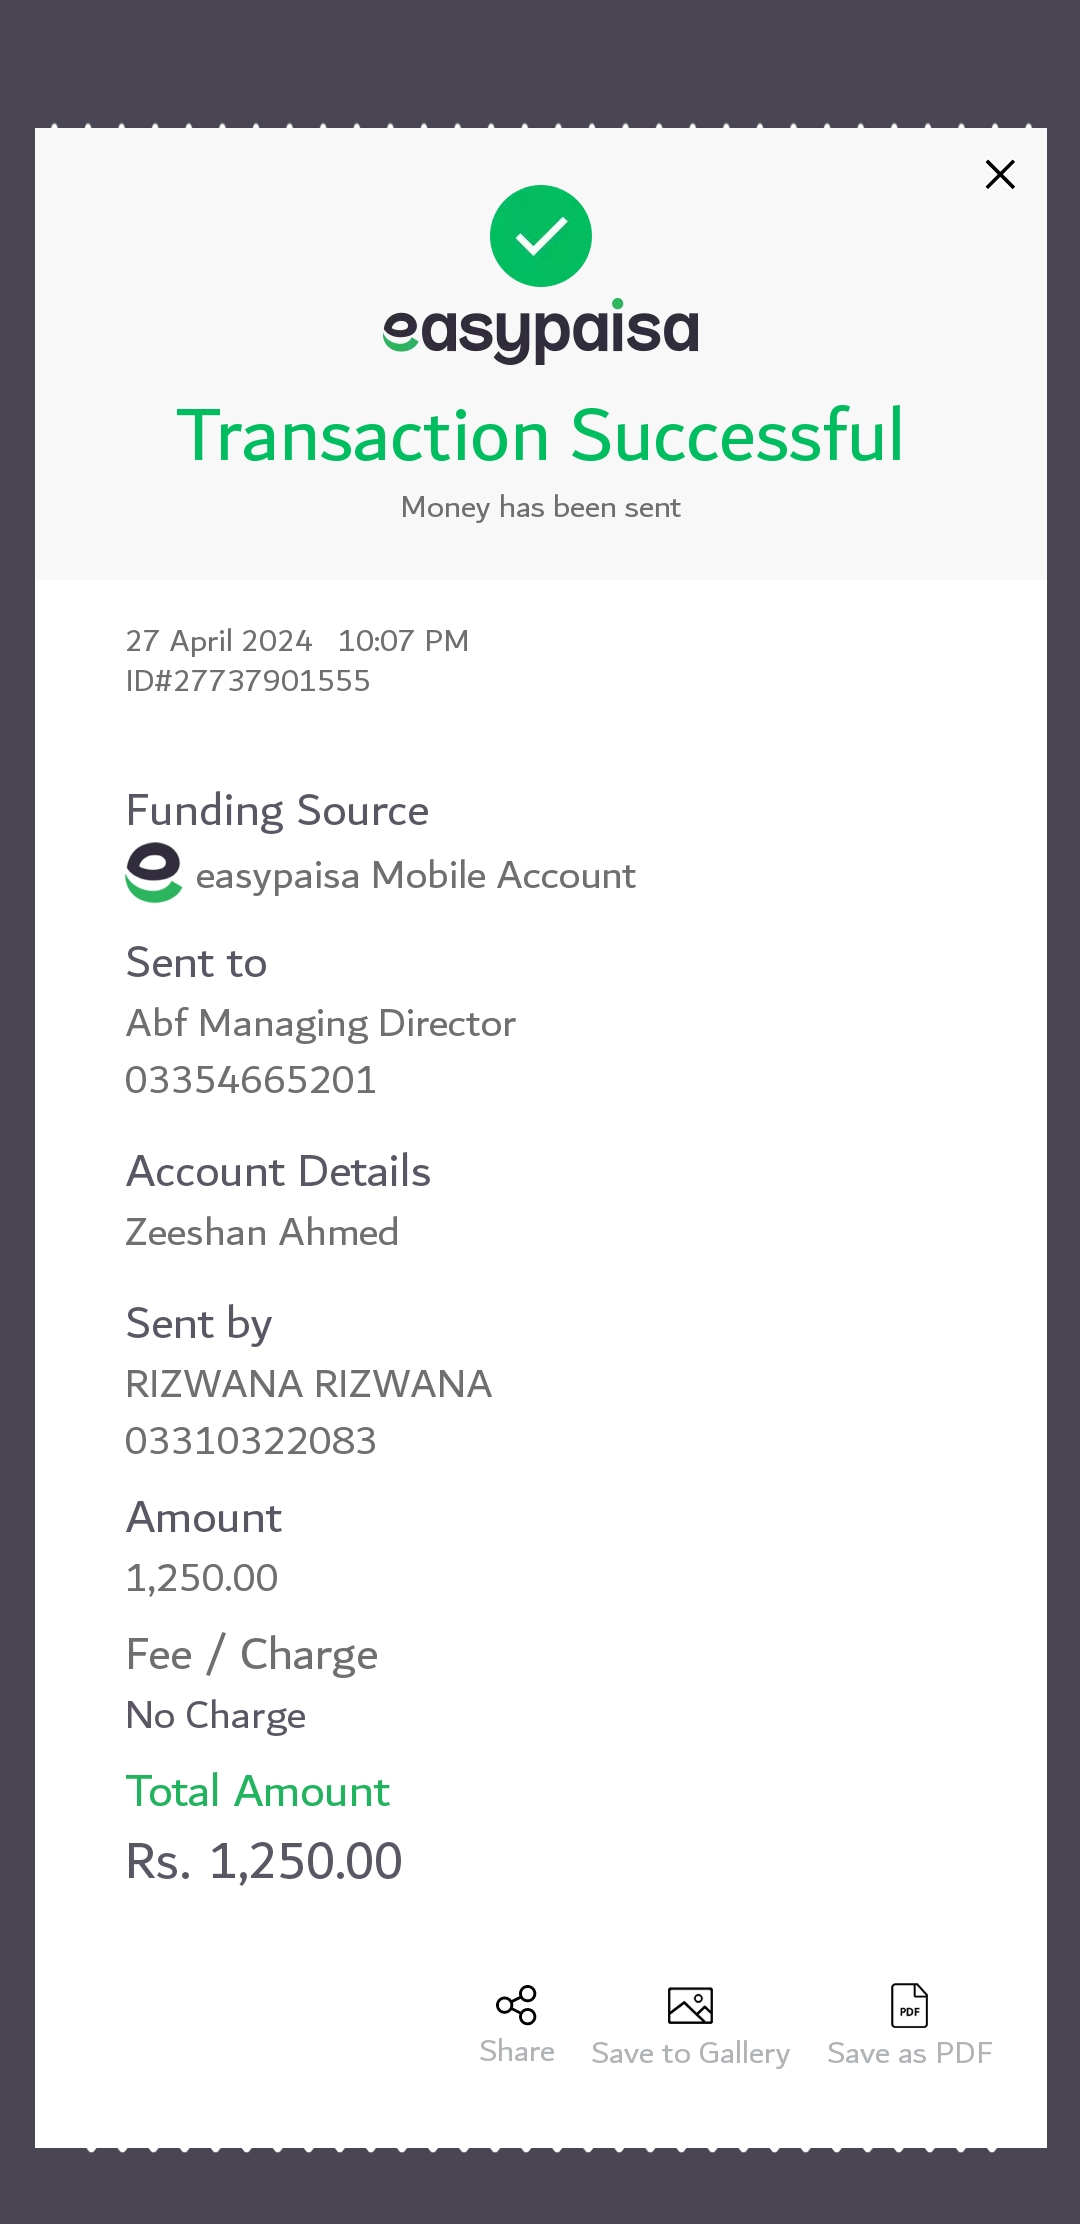 easypaisa
Transaction Successful
Money has been sent
27 April 2024 10:07 PM
ID#27737901555
Funding Source
easypaisa Mobile Account
Sent to
Abf Managing Director
03354665201
Account Details
Zeeshan Ahmed
Sent by
RIZWANA RIZWANA
03310322083
Amount
1,250.00
Fee / Charge
No Charge
Total Amount
Rs. 1,250.00
PDF
Share Save to Gallery Save as PDF